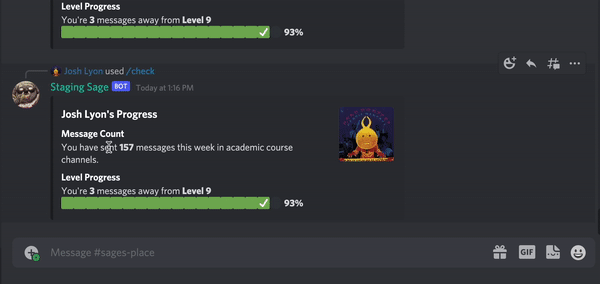 Level Progress
You're 3 messages away from Level 9
93%
Josh Lyon used /check
Staging Sage BOT Today at 1:16 PM
Josh Lyon's Progress
Message Count
You have sent 157 messages this week in academic course
channels.
Level Progress
You're 3 messages away from Level 9
93%
Message #sages-place
GIF